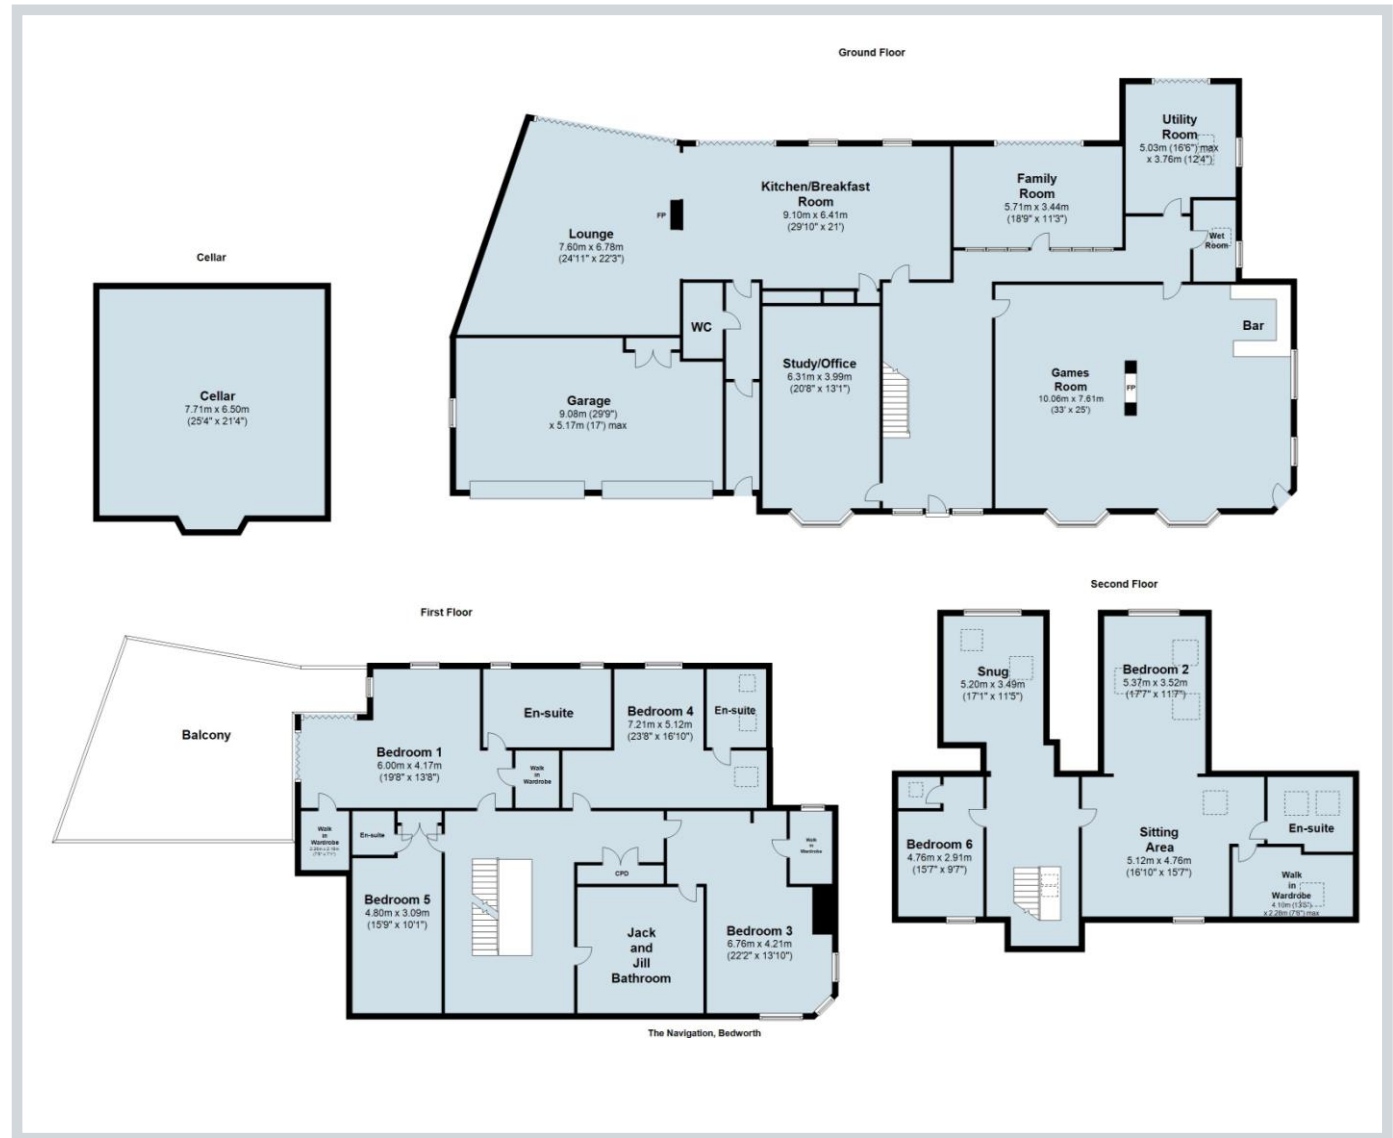 Ground Floor
Utility
Room
5.03m (16'6") max
x 3.76m (12'4")
Kitchen/Breakfast
Room
9.10m x 6.41m
(29'10" x 21')
Family
Room
5.71m x 3.44m
(18'9" x 11'3")
FP
Lounge
7.60m x 6.78m
(24'11" x 22'3")
Wet
Room
WC
Bar
Study/Office
6.31m x 3.99m
(20'8" x 13'1")
Games
Room
10.06m x 7.61m
(33' x 25')
FP
Garage
9.08m (29'9")
x 5.17m (17') max
Cellar
Cellar
7.71m x 6.50m
(25'4" x 21'4")
First Floor
Balcony
Bedroom 1
6.00m x 4.17m
(19'8" x 13'8")
En-suite
Bedroom 4
7.21m x 5.12m
(23'8" x 16'10")
En-suite
Walk
in
Wardrobe
Walk
in
Wardrobe
En-suite
Walk
in
Wardrobe
CPD
Bedroom 5
4.80m x 3.09m
(15'9" x 10'1")
Jack
and
Jill
Bathroom
Bedroom 3
6.76m x 4.21m
(22'2" x 13'10")
Second Floor
Snug
5.20m x 3.49m
(17'1" x 11'5")
Bedroom 2
5.37m x 3.52m
(17'7" x 11'7")
Bedroom 6
4.76m x 2.91m
(15'7" x 9'7")
Sitting
Area
5.12m x 4.76m
(16'10" x 15'7")
En-suite
Walk
in
Wardrobe
4.10m (13'5")
x 2.28m (7'6") max
The Navigation, Bedworth